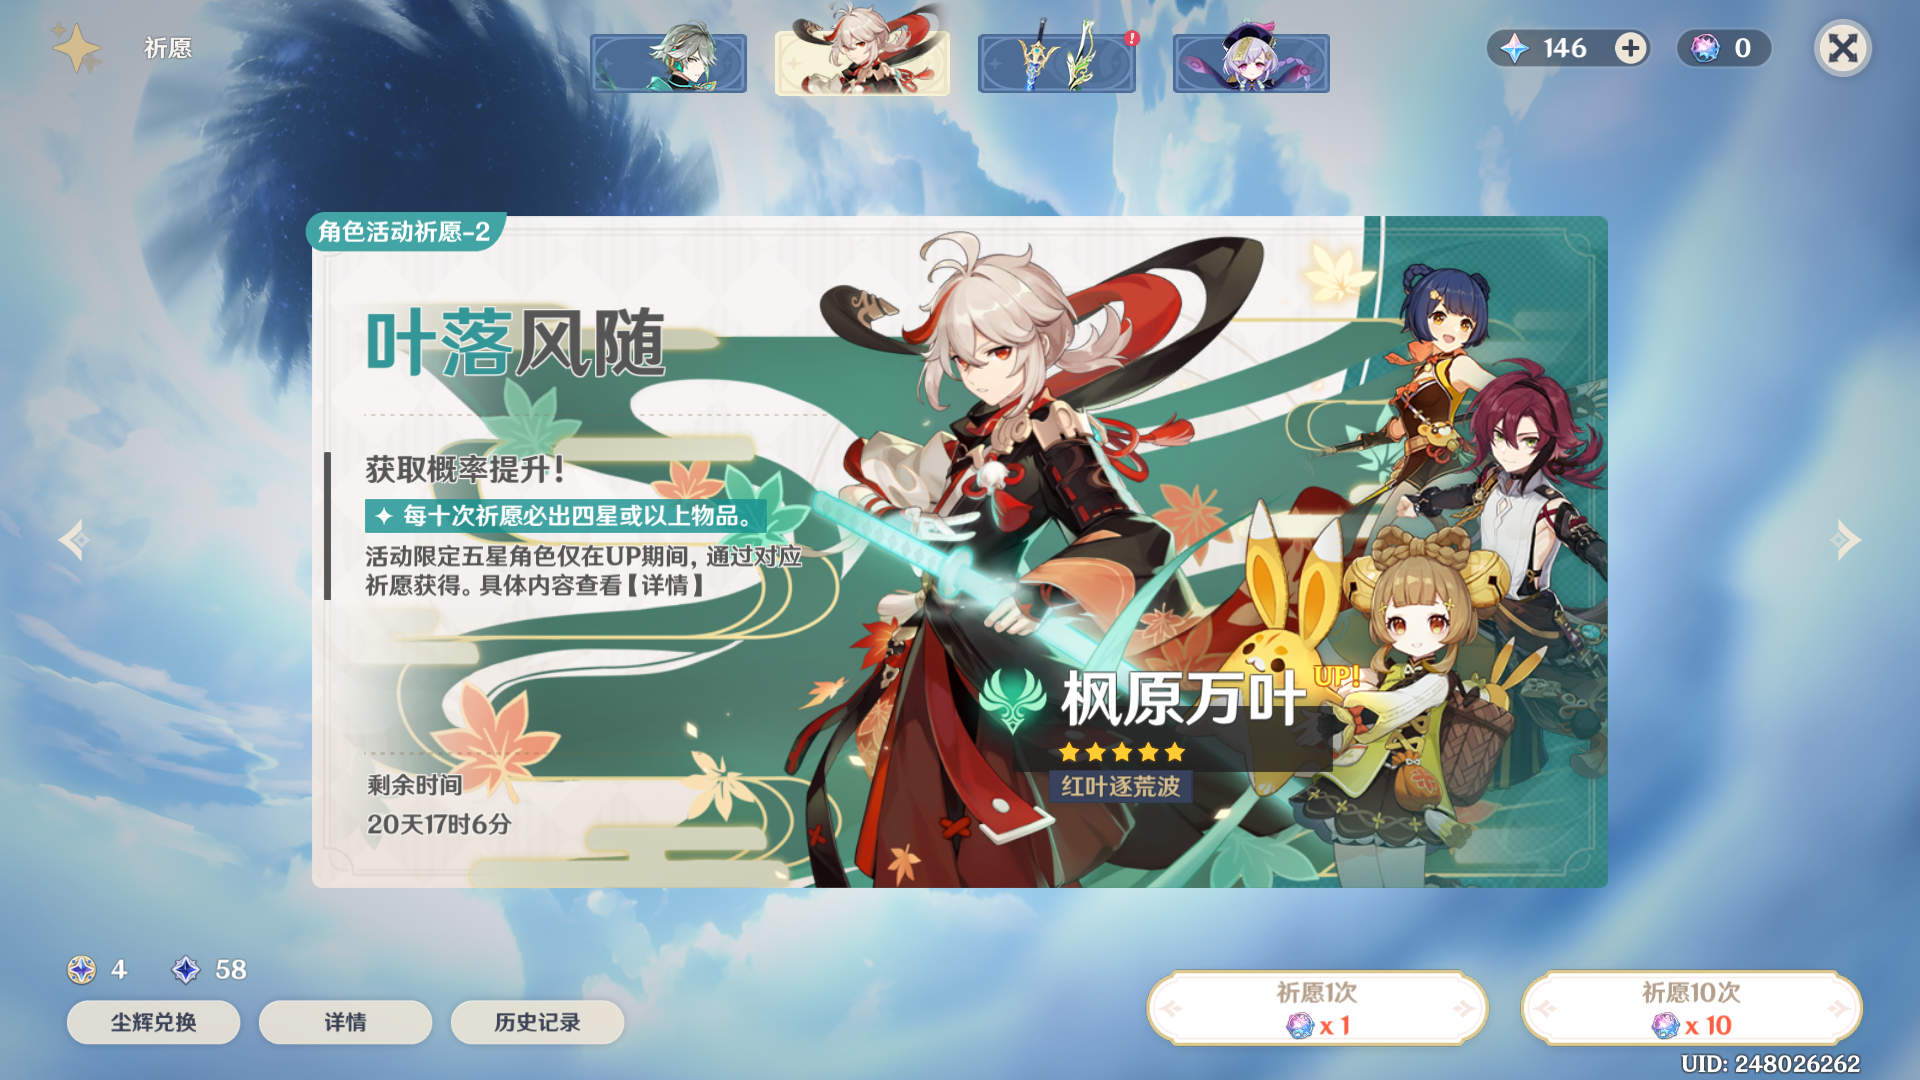 祈愿
146
0
角色活动祈愿-2
叶落风随
获取概率提升!
每十次祈愿必出四星或以上物品。
活动限定五星角色仅在UP期间, 通过对应
祈愿获得。具体内容查看【详情】
枫原万叶 UP!
红叶逐荒波
剩余时间
20天17时6分
4 58
尘辉兑换 详情 历史记录
祈愿1次
x 1
祈愿10次
x 10
UID: 248026262